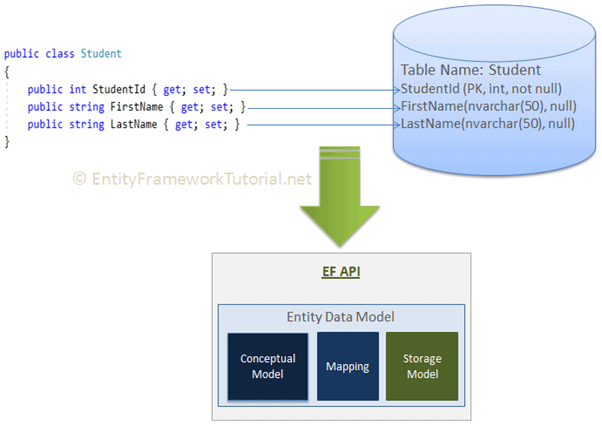 public class Student
{
public int StudentId { get; set; }
public string FirstName { get; set; }
public string LastName { get; set; }
}
Table Name: Student
StudentId (PK, int, not null)
FirstName(nvarchar(50), null)
LastName(nvarchar(50), null)
© EntityFrameworkTutorial.net
EF API
Entity Data Model
Conceptual
Model
Mapping
Storage
Model